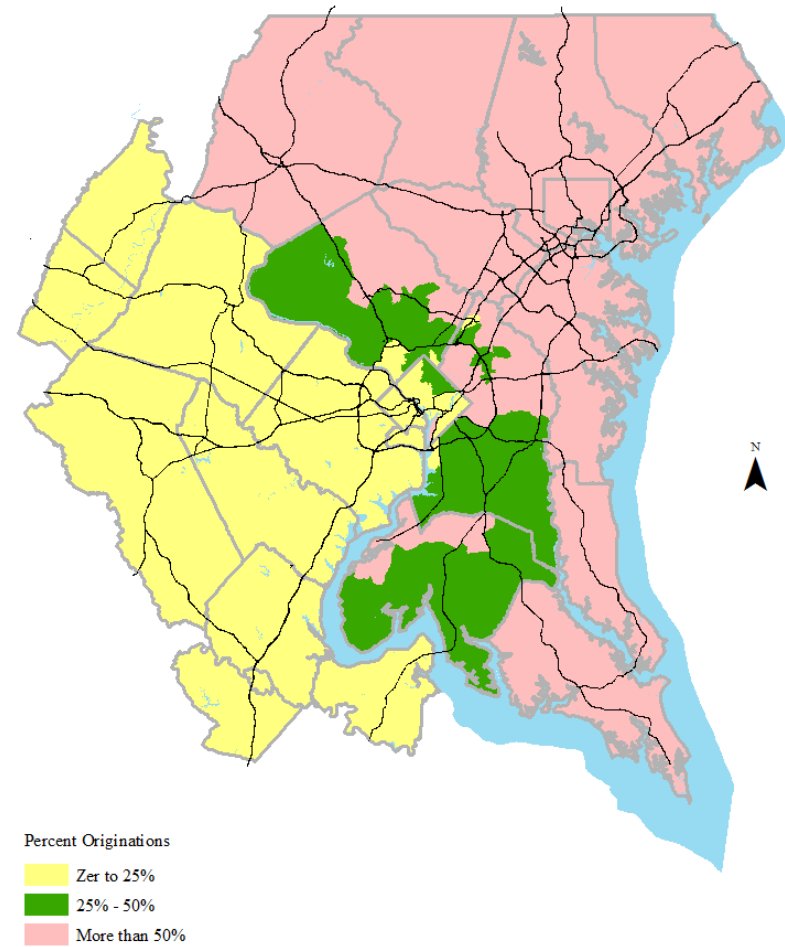 N
Percent Originations
Zer to 25%
25% - 50%
More than 50%